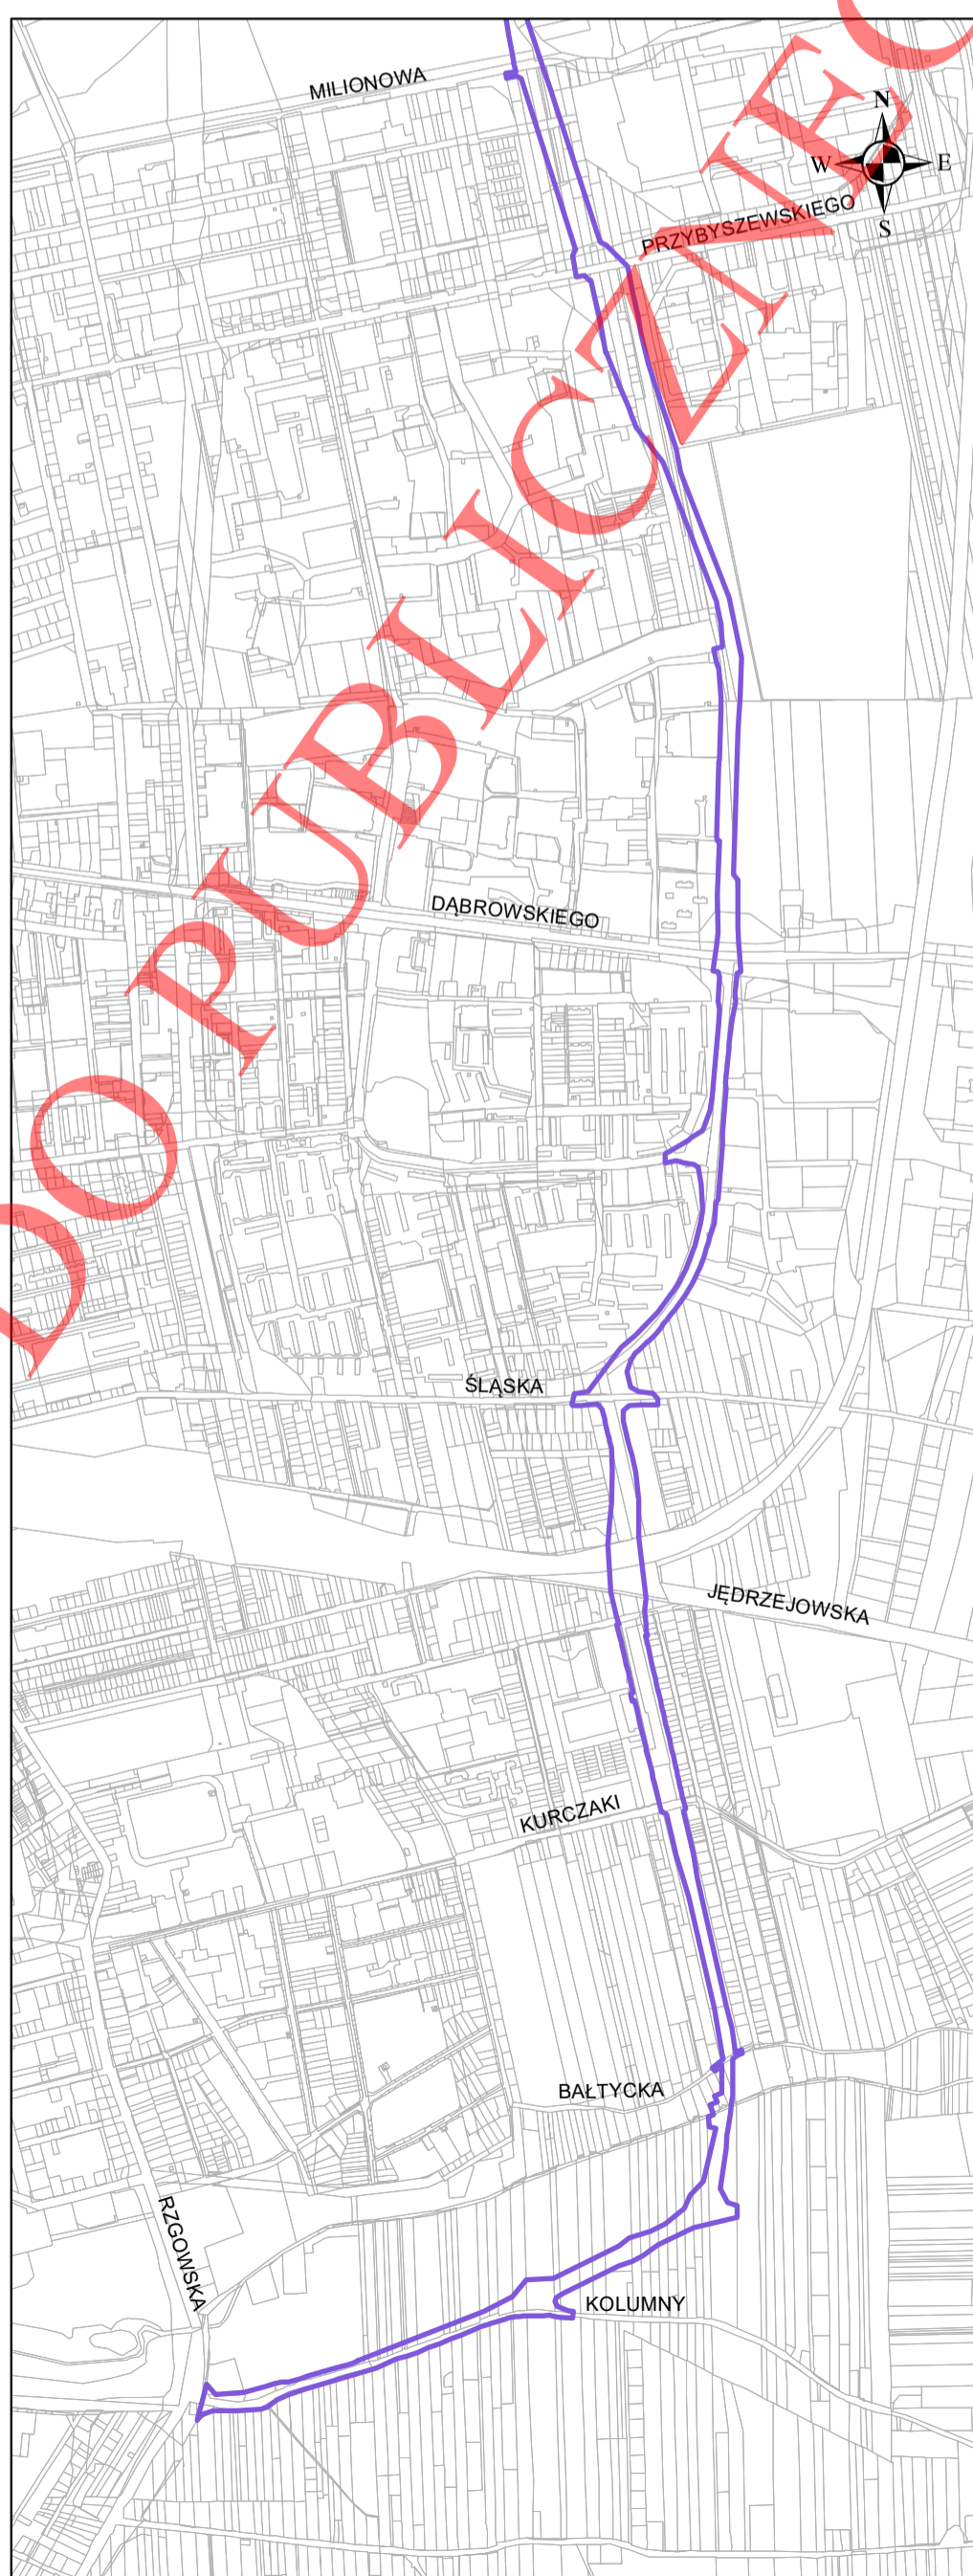 MILIONOWA
N
W
E
S
PRZYBYSZEWSKIEGO
DO PUBLICZNEGO
DĄBROWSKIEGO
ŚLĄSKA
JĘDRZEJOWSKA
KURCZAKI
BAŁTYCKA
RZGOWSKA
KOLUMNY